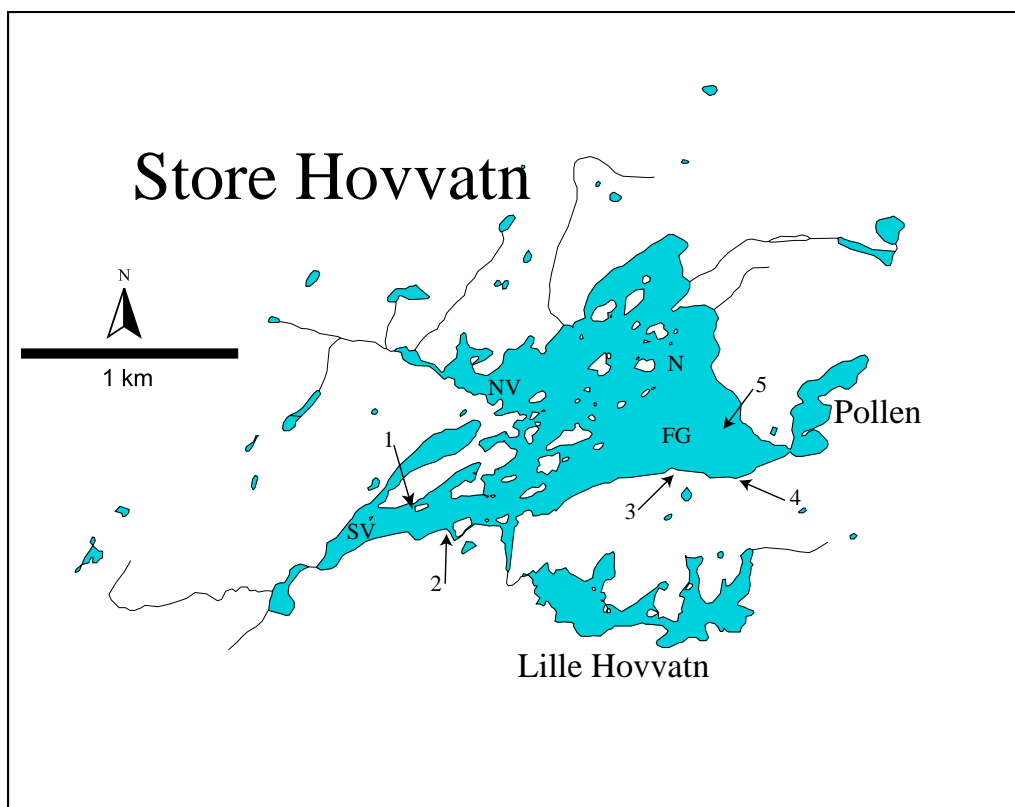 Store Hovvatn
N
1 km
NV
N
5
Pollen
1
FG
3
4
SV
2
Lille Hovvatn